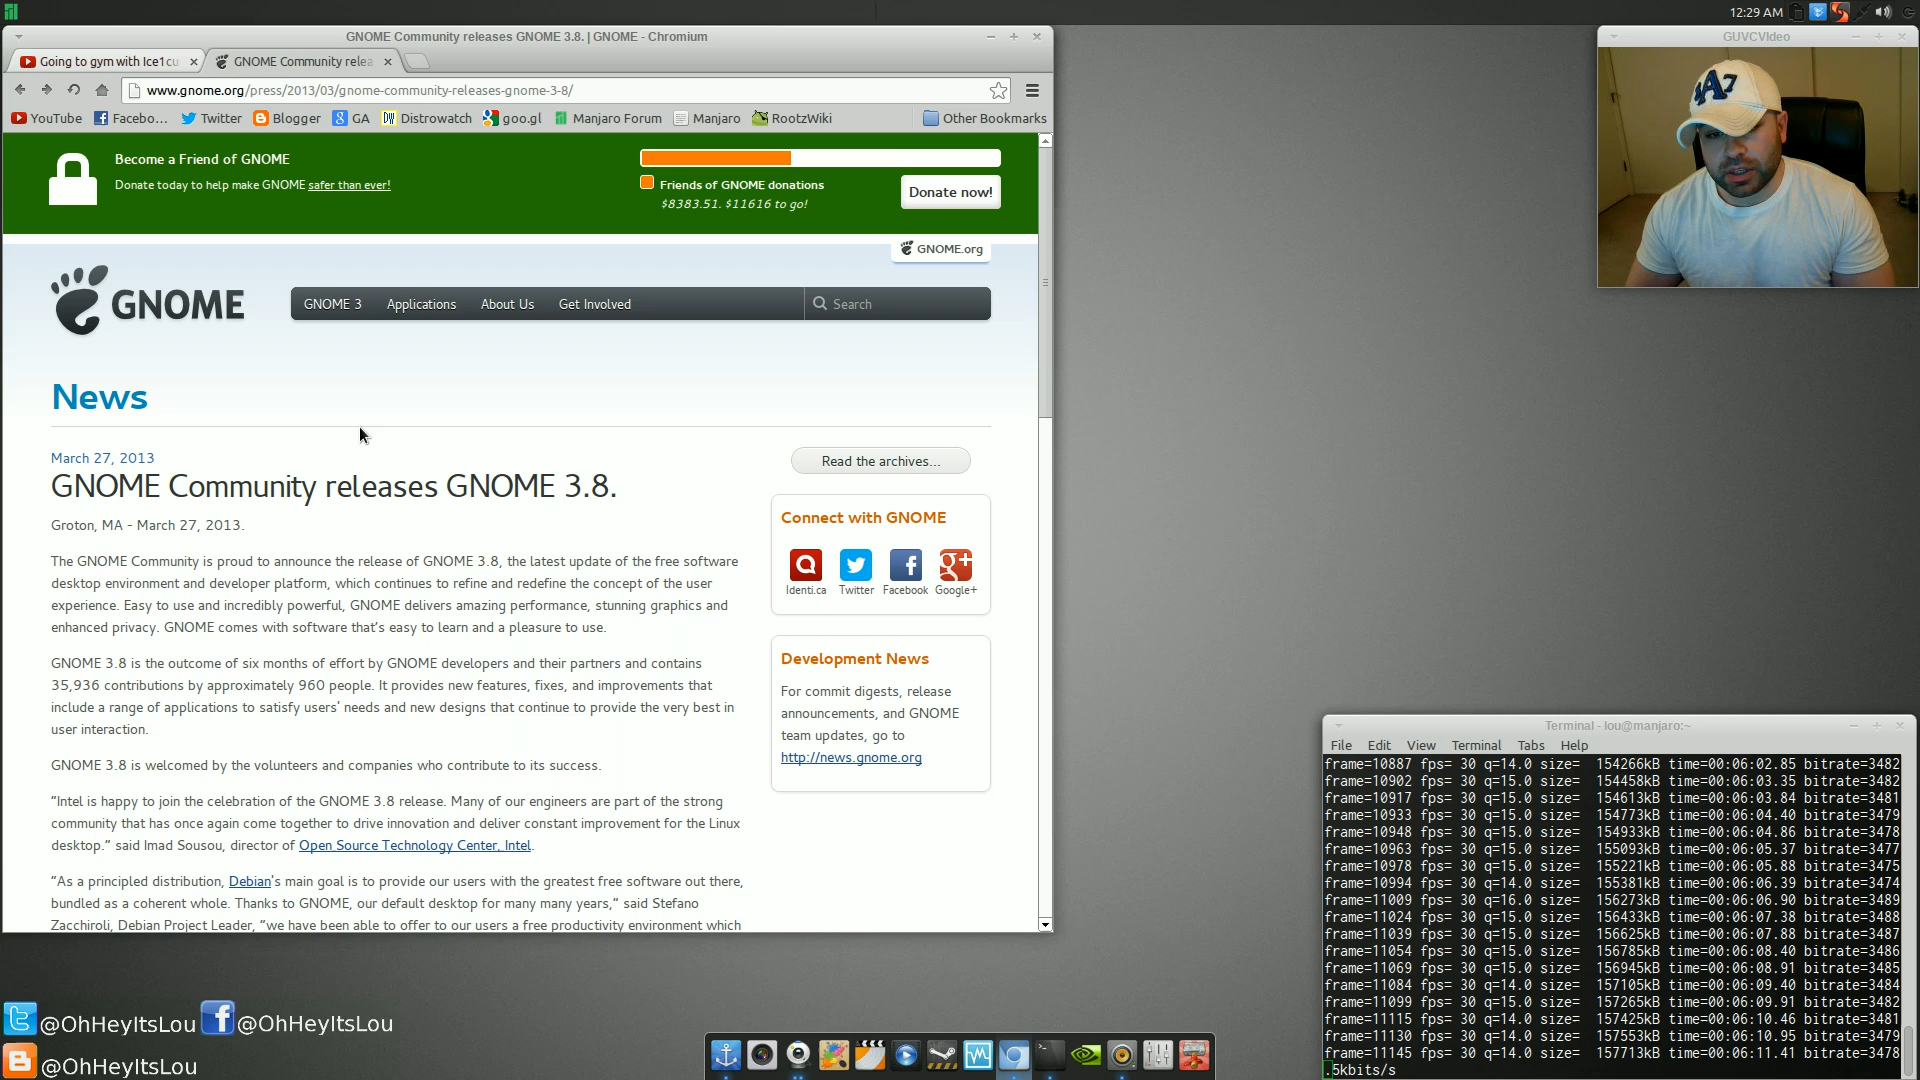 12:29 AM
GNOME Community releases GNOME 3.8. | GNOME - Chromium
Going to gym with Ice1cu
GNOME Community relea
www.gnome.org/press/2013/03/gnome-community-releases-gnome-3-8/
YouTube Facebo... Twitter Blogger GA Distrowatch goo.gl Manjaro Forum Manjaro RootzWiki Other Bookmarks
Become a Friend of GNOME
Donate today to help make GNOME safer than ever!
Friends of GNOME donations
$8383.51. $11616 to go!
Donate now!
GNOME.org
GNOME
GNOME 3 Applications About Us Get Involved Search
News
March 27, 2013
GNOME Community releases GNOME 3.8.
Groton, MA - March 27, 2013.
The GNOME Community is proud to announce the release of GNOME 3.8, the latest update of the free software
desktop environment and developer platform, which continues to refine and redefine the concept of the user
experience. Easy to use and incredibly powerful, GNOME delivers amazing performance, stunning graphics and
enhanced privacy. GNOME comes with software that's easy to learn and a pleasure to use.
GNOME 3.8 is the outcome of six months of effort by GNOME developers and their partners and contains
35,936 contributions by approximately 960 people. It provides new features, fixes, and improvements that
include a range of applications to satisfy users' needs and new designs that continue to provide the very best in
user interaction.
GNOME 3.8 is welcomed by the volunteers and companies who contribute to its success.
“Intel is happy to join the celebration of the GNOME 3.8 release. Many of our engineers are part of the strong
community that has once again come together to drive innovation and deliver constant improvement for the Linux
desktop.” said Imad Sousou, director of Open Source Technology Center, Intel.
“As a principled distribution, Debian's main goal is to provide our users with the greatest free software out there,
bundled as a coherent whole. Thanks to GNOME, our default desktop for many many years,” said Stefano
Zacchiroli, Debian Project Leader, “we have been able to offer to our users a free productivity environment which
Read the archives...
Connect with GNOME
Identi.ca Twitter Facebook Google+
Development News
For commit digests, release
announcements, and GNOME
team updates, go to
http://news.gnome.org
GUVCVIdeo
A7
Terminal - lou@manjaro:~
File Edit View Terminal Tabs Help
frame=10887 fps= 30 q=14.0 size= 154266kB time=00:06:02.85 bitrate=3482
frame=10902 fps= 30 q=15.0 size= 154458kB time=00:06:03.35 bitrate=3482
frame=10917 fps= 30 q=15.0 size= 154613kB time=00:06:03.84 bitrate=3481
frame=10933 fps= 30 q=15.0 size= 154773kB time=00:06:04.40 bitrate=3479
frame=10948 fps= 30 q=15.0 size= 154933kB time=00:06:04.86 bitrate=3478
frame=10963 fps= 30 q=15.0 size= 155093kB time=00:06:05.37 bitrate=3477
frame=10978 fps= 30 q=15.0 size= 155221kB time=00:06:05.88 bitrate=3475
frame=10994 fps= 30 q=14.0 size= 155381kB time=00:06:06.39 bitrate=3474
frame=11009 fps= 30 q=16.0 size= 156273kB time=00:06:06.90 bitrate=3489
frame=11024 fps= 30 q=15.0 size= 156433kB time=00:06:07.38 bitrate=3488
frame=11039 fps= 30 q=15.0 size= 156625kB time=00:06:07.88 bitrate=3487
frame=11054 fps= 30 q=15.0 size= 156785kB time=00:06:08.40 bitrate=3486
frame=11069 fps= 30 q=15.0 size= 156945kB time=00:06:08.91 bitrate=3485
frame=11084 fps= 30 q=14.0 size= 157105kB time=00:06:09.40 bitrate=3484
frame=11099 fps= 30 q=15.0 size= 157265kB time=00:06:09.91 bitrate=3482
frame=11115 fps= 30 q=14.0 size= 157425kB time=00:06:10.46 bitrate=3481
frame=11130 fps= 30 q=14.0 size= 157553kB time=00:06:10.95 bitrate=3479
frame=11145 fps= 30 q=14.0 size= 157713kB time=00:06:11.41 bitrate=3478
.5kbits/s
@OhHeyItsLou @OhHeyItsLou
@OhHeyItsLou